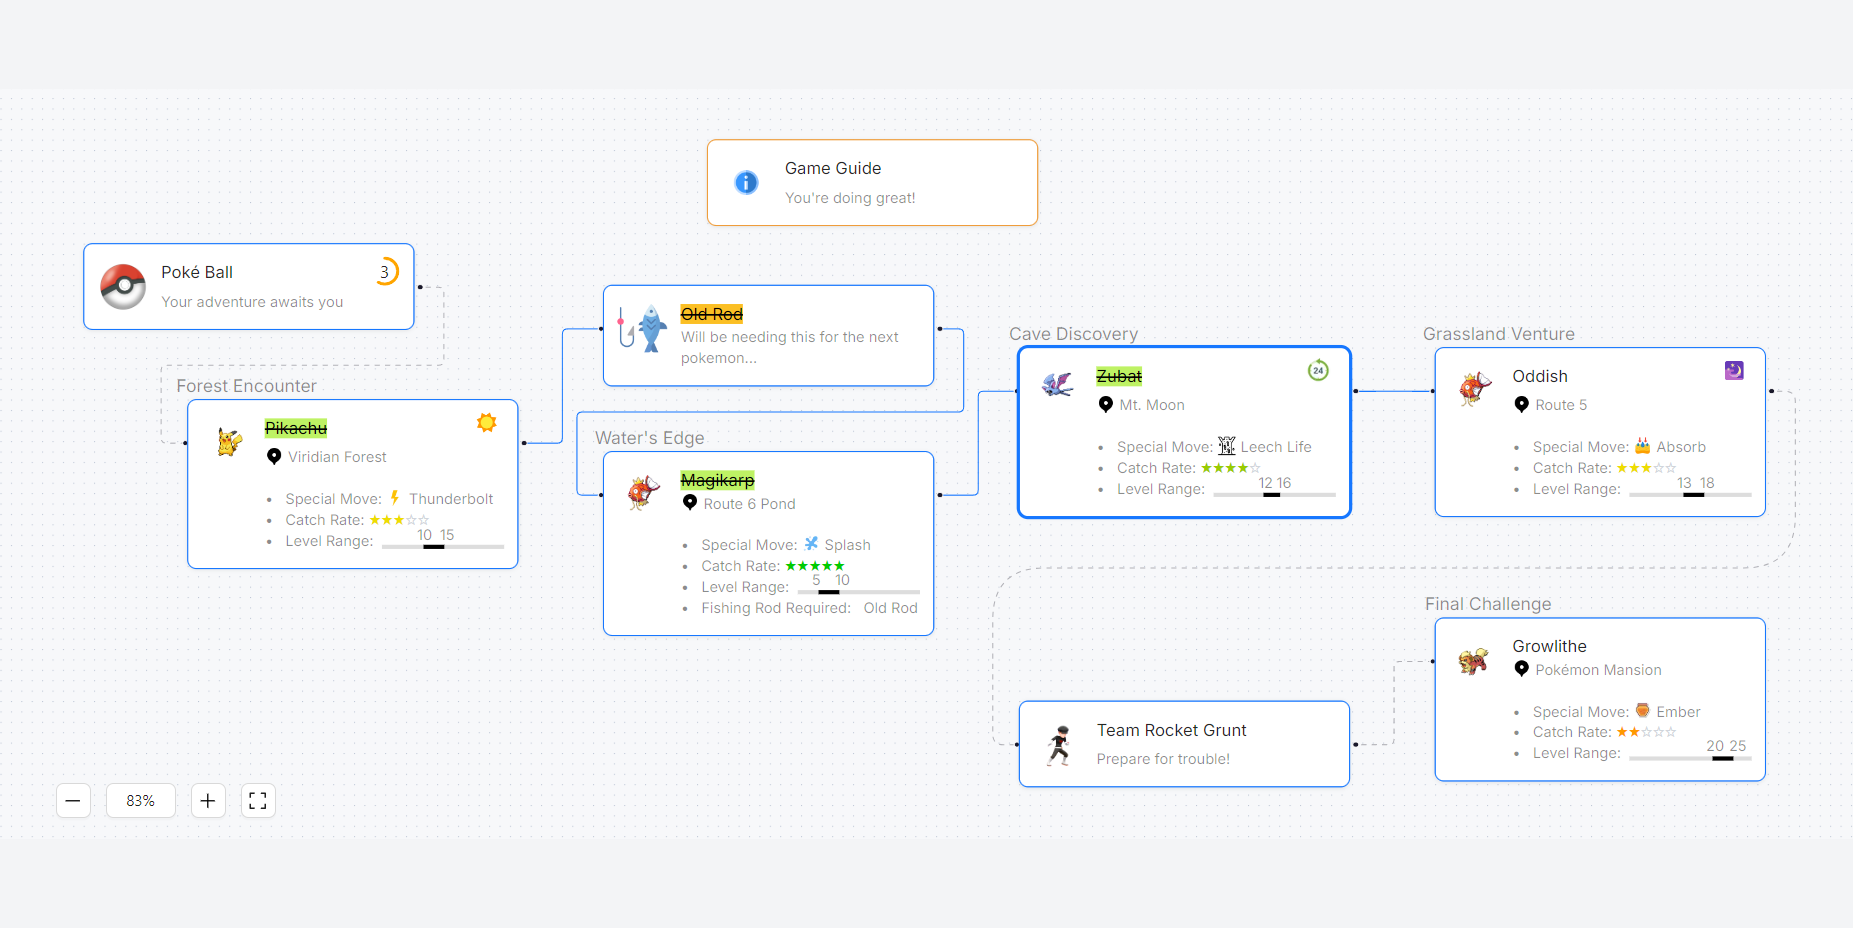 Game Guide
You're doing great!
Poké Ball
3
Your adventure awaits you
Old Rod
Will be needing this for the next
pokemon...
Forest Encounter
Pikachu
Viridian Forest
Special Move: Thunderbolt
Catch Rate: ★★★☆☆
Level Range: 10 15
Water's Edge
Magikarp
Route 6 Pond
Special Move: Splash
Catch Rate: ★★★★★
Level Range: 5 10
Fishing Rod Required: Old Rod
Cave Discovery
Zubat
24
Mt. Moon
Special Move: Leech Life
Catch Rate: ★★★★☆
Level Range: 12 16
Grassland Venture
Oddish
Route 5
Special Move: Absorb
Catch Rate: ★★★☆☆
Level Range: 13 18
Team Rocket Grunt
Prepare for trouble!
Final Challenge
Growlithe
Pokémon Mansion
Special Move: Ember
Catch Rate: ★★☆☆☆
Level Range: 20 25
83%